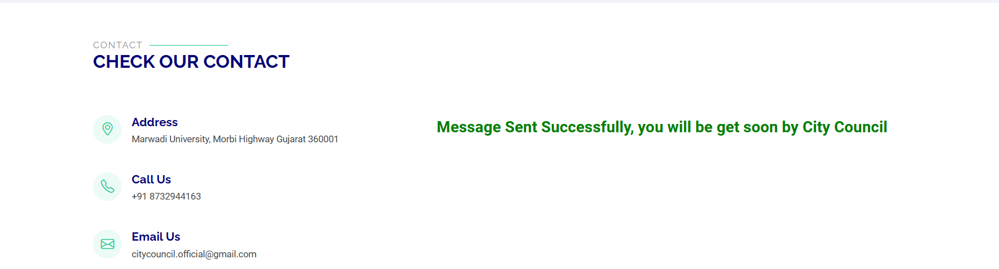 CONTACT
CHECK OUR CONTACT
Address
Marwadi University, Morbi Highway Gujarat 360001
Call Us
+91 8732944163
Email Us
citycouncil.official@gmail.com
Message Sent Successfully, you will be get soon by City Council